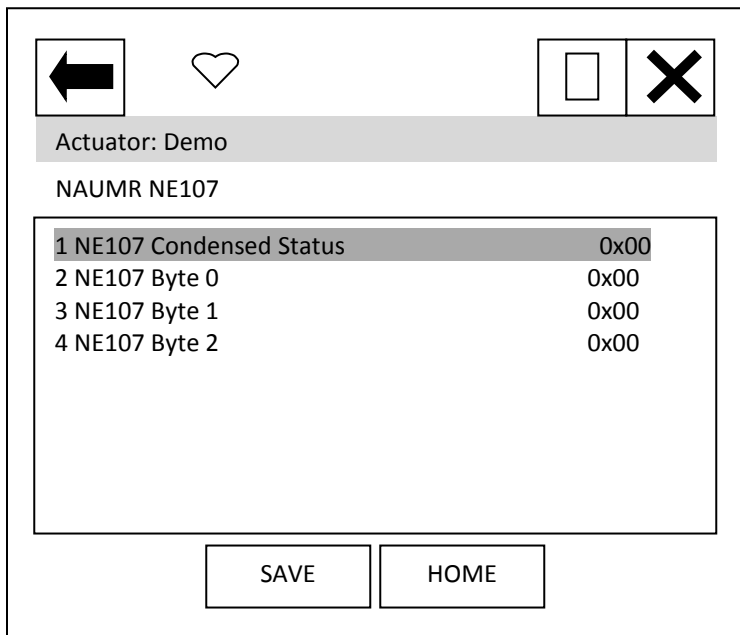 Actuator: Demo
NAUMR NE107
1 NE107 Condensed Status 0x00
2 NE107 Byte 0 0x00
3 NE107 Byte 1 0x00
4 NE107 Byte 2 0x00
SAVE HOME